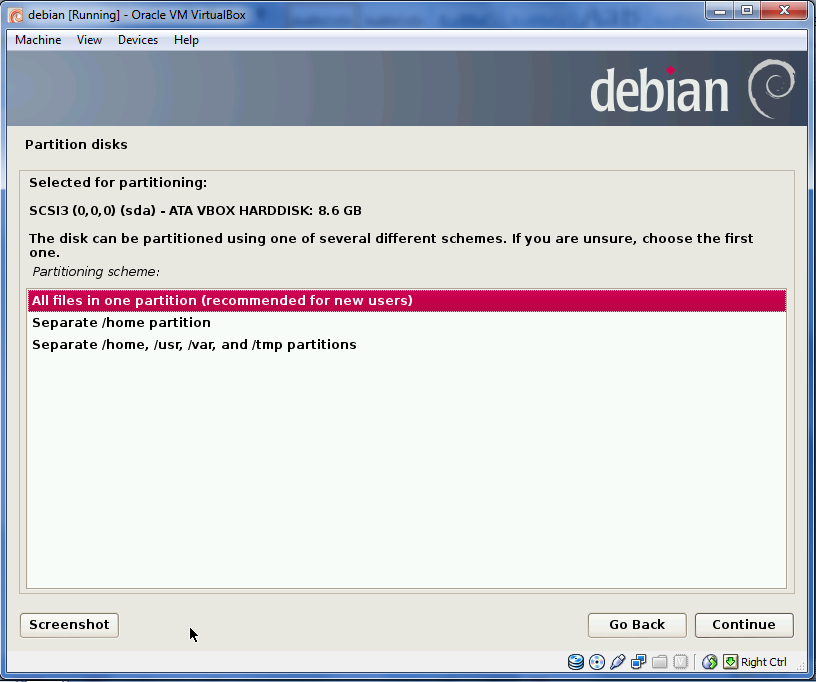 debian [Running] - Oracle VM VirtualBox
Machine View Devices Help
debian
Partition disks
Selected for partitioning:
SCSI3 (0,0,0) (sda) - ATA VBOX HARDDISK: 8.6 GB
The disk can be partitioned using one of several different schemes. If you are unsure, choose the first
one.
Partitioning scheme:
All files in one partition (recommended for new users)
Separate /home partition
Separate /home, /usr, /var, and /tmp partitions
Screenshot Go Back Continue
Right Ctrl